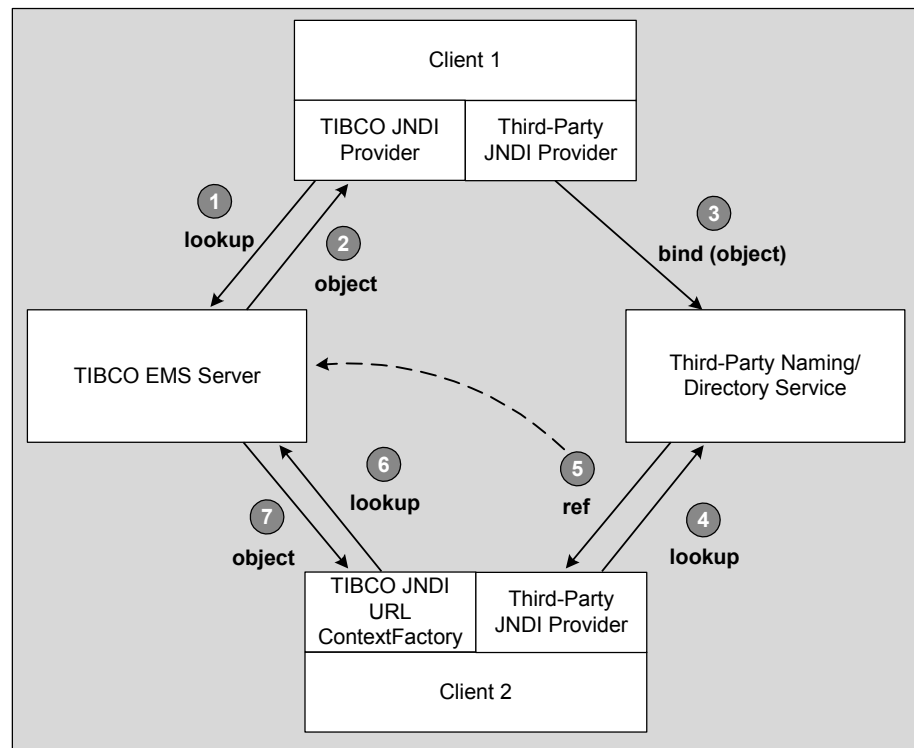 Client 1
TIBCO JNDI
Provider
Third-Party
JNDI Provider
1
lookup
2
object
3
bind (object)
TIBCO EMS Server
Third-Party Naming/
Directory Service
5
ref
6
lookup
7
object
4
lookup
TIBCO JNDI
URL
ContextFactory
Third-Party
JNDI Provider
Client 2